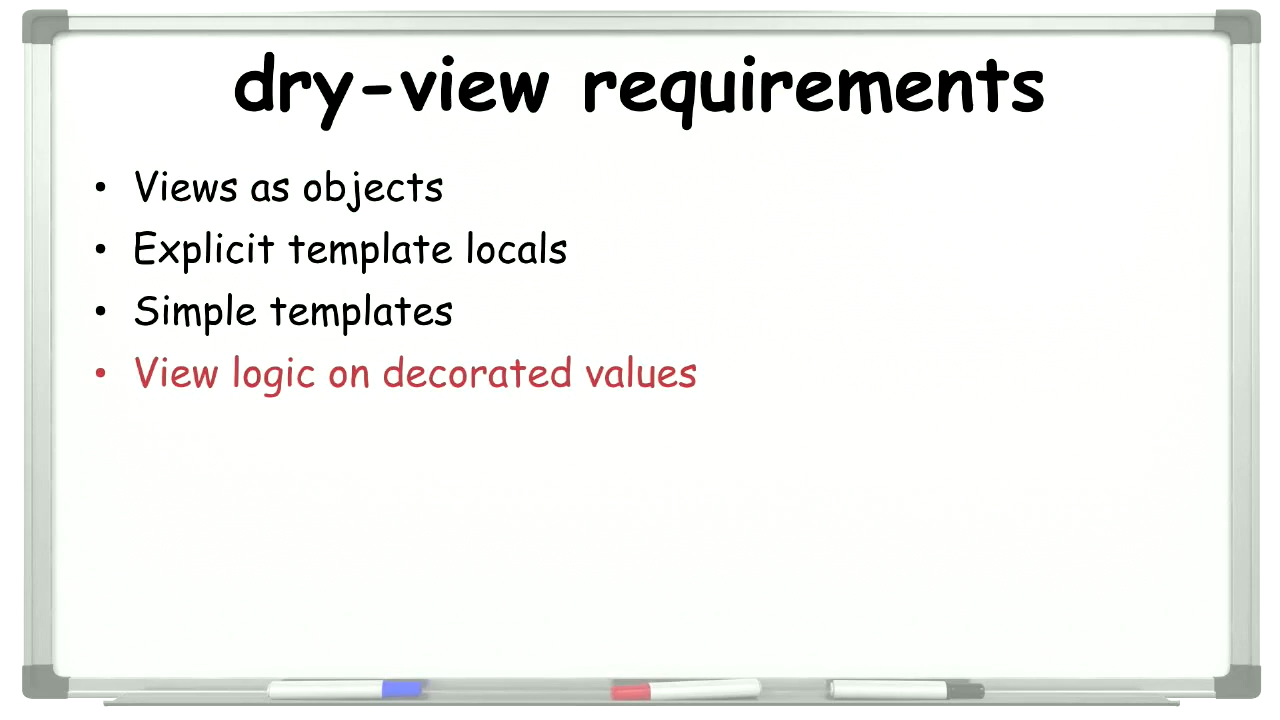 dry-view requirements
• Views as objects
• Explicit template locals
• Simple templates
• View logic on decorated values